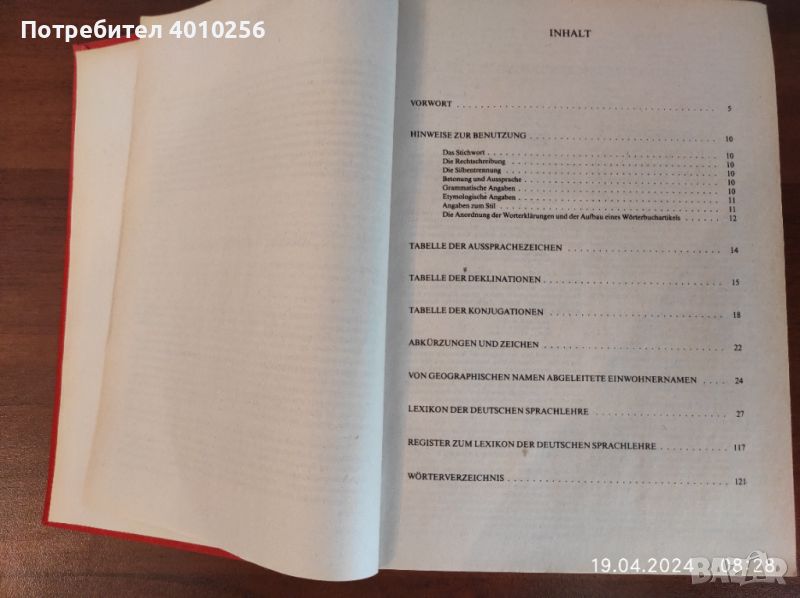 Потребител 4010256
INHALT
VORWORT . . . . . . . . . . . . . . . . . . . . 5
HINWEISE ZUR BENUTZUNG . . . . . . . . . . . . . . . . . . . . 10
Das Stichwort . . . . . . . . . . . . . . . . . . . . 10
Die Rechtschreibung . . . . . . . . . . . . . . . . . . . . 10
Die Silbentrennung . . . . . . . . . . . . . . . . . . . . 10
Betonung und Aussprache . . . . . . . . . . . . . . . . . . . . 10
Grammatische Angaben . . . . . . . . . . . . . . . . . . . . 10
Etymologische Angaben . . . . . . . . . . . . . . . . . . . . 11
Angaben zum Stil . . . . . . . . . . . . . . . . . . . . 11
Die Anordnung der Worterklärungen und der Aufbau eines Wörterbuchartikels . . . . . . 12
TABELLE DER AUSSPRACHEZEICHEN . . . . . . . . . . . . . . . . . . . . 14
TABELLE DER DEKLINATIONEN . . . . . . . . . . . . . . . . . . . . 15
TABELLE DER KONJUGATIONEN . . . . . . . . . . . . . . . . . . . . 18
ABKÜRZUNGEN UND ZEICHEN . . . . . . . . . . . . . . . . . . . . 22
VON GEOGRAPHISCHEN NAMEN ABGELEITETE EINWOHNERNAMEN . . . . 24
LEXIKON DER DEUTSCHEN SPRACHLEHRE . . . . . . . . . . . . . . . . 27
REGISTER ZUM LEXIKON DER DEUTSCHEN SPRACHLEHRE . . . . . . . . . . 117
WÖRTERVERZEICHNIS . . . . . . . . . . . . . . . . . . . . 121
19.04.2024 08:28
BAZAR